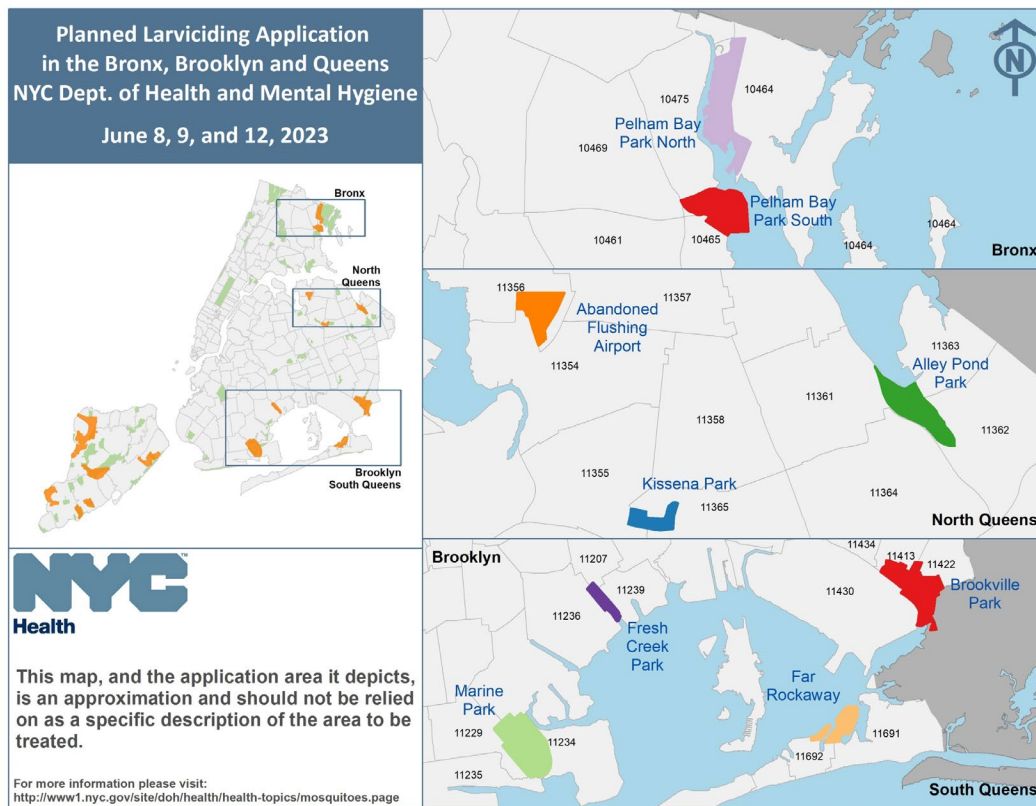 Planned Larviciding Application
in the Bronx, Brooklyn and Queens
NYC Dept. of Health and Mental Hygiene
June 8, 9, and 12, 2023
Bronx
North
Queens
Brooklyn
South Queens
NYC
TM
Health
This map, and the application area it depicts,
is an approximation and should not be relied
on as a specific description of the area to be
treated.
For more information please visit:
http://www1.nyc.gov/site/doh/health/health-topics/mosquitoes.page
N
10475
10464
Pelham Bay
Park North
10469
Pelham Bay
Park South
10461
10465
10464
10464
Bronx
11356
11357
Abandoned
Flushing
Airport
11354
11363
Alley Pond
Park
11361
11358
11362
11355
Kissena Park
11365
11364
North Queens
Brooklyn
11207
11239
11236
Fresh
Creek
Park
11434
11413
11422
11430
Brookville
Park
Marine
Park
11229
11234
11235
Far
Rockaway
11691
11692
South Queens